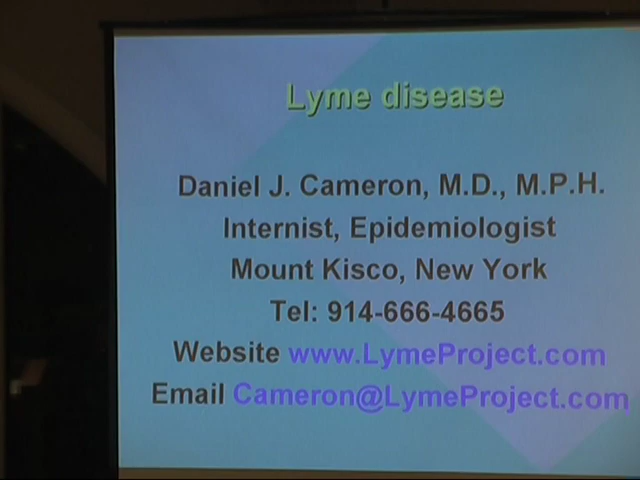 Lyme disease
Daniel J. Cameron, M.D., M.P.H.
Internist, Epidemiologist
Mount Kisco, New York
Tel: 914-666-4665
Website www.LymeProject.com
Email Cameron@LymeProject.com